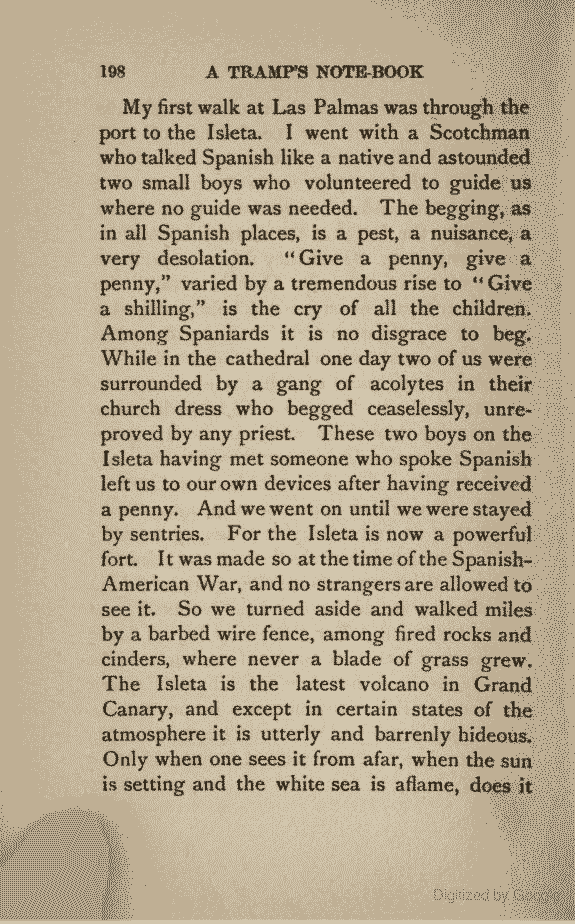 198 A TRAMP'S NOTE-BOOK
My first walk at Las Palmas was through the
port to the Isleta. I went with a Scotchman
who talked Spanish like a native and astounded
two small boys who volunteered to guide us
where no guide was needed. The begging, as
in all Spanish places, is a pest, a nuisance, a
very desolation. "Give a penny, give a
penny," varied by a tremendous rise to "Give
a shilling," is the cry of all the children.
Among Spaniards it is no disgrace to beg.
While in the cathedral one day two of us were
surrounded by a gang of acolytes in their
church dress who begged ceaselessly, unre-
proved by any priest. These two boys on the
Isleta having met someone who spoke Spanish
left us to our own devices after having received
a penny. And we went on until we were stayed
by sentries. For the Isleta is now a powerful
fort. It was made so at the time of the Spanish-
American War, and no strangers are allowed to
see it. So we turned aside and walked miles
by a barbed wire fence, among fired rocks and
cinders, where never a blade of grass grew.
The Isleta is the latest volcano in Grand
Canary, and except in certain states of the
atmosphere it is utterly and barrenly hideous.
Only when one sees it from afar, when the sun
is setting and the white sea is aflame, does it
Digitized by Google